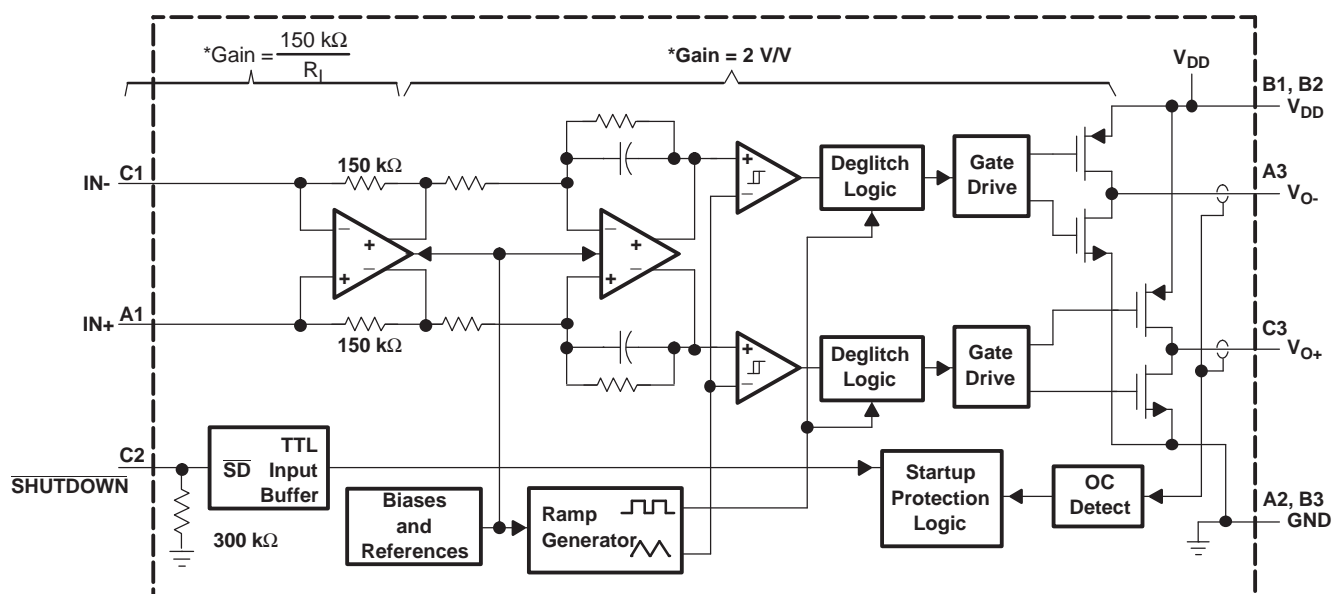 *Gain = 150 kΩ / R_I
*Gain = 2 V/V
V_DD
B1, B2
V_DD
IN- C1
150 kΩ
+
−
Deglitch Logic
Gate Drive
A3
V_O-
−
+
−
+
−
+
−
+
IN+ A1
150 kΩ
+
−
Deglitch Logic
Gate Drive
C3
V_O+
C2
S̅H̅U̅T̅D̅O̅W̅N̅
S̅D̅
TTL
Input
Buffer
300 kΩ
Biases
and
References
Ramp
Generator
Startup
Protection
Logic
OC
Detect
A2, B3
GND